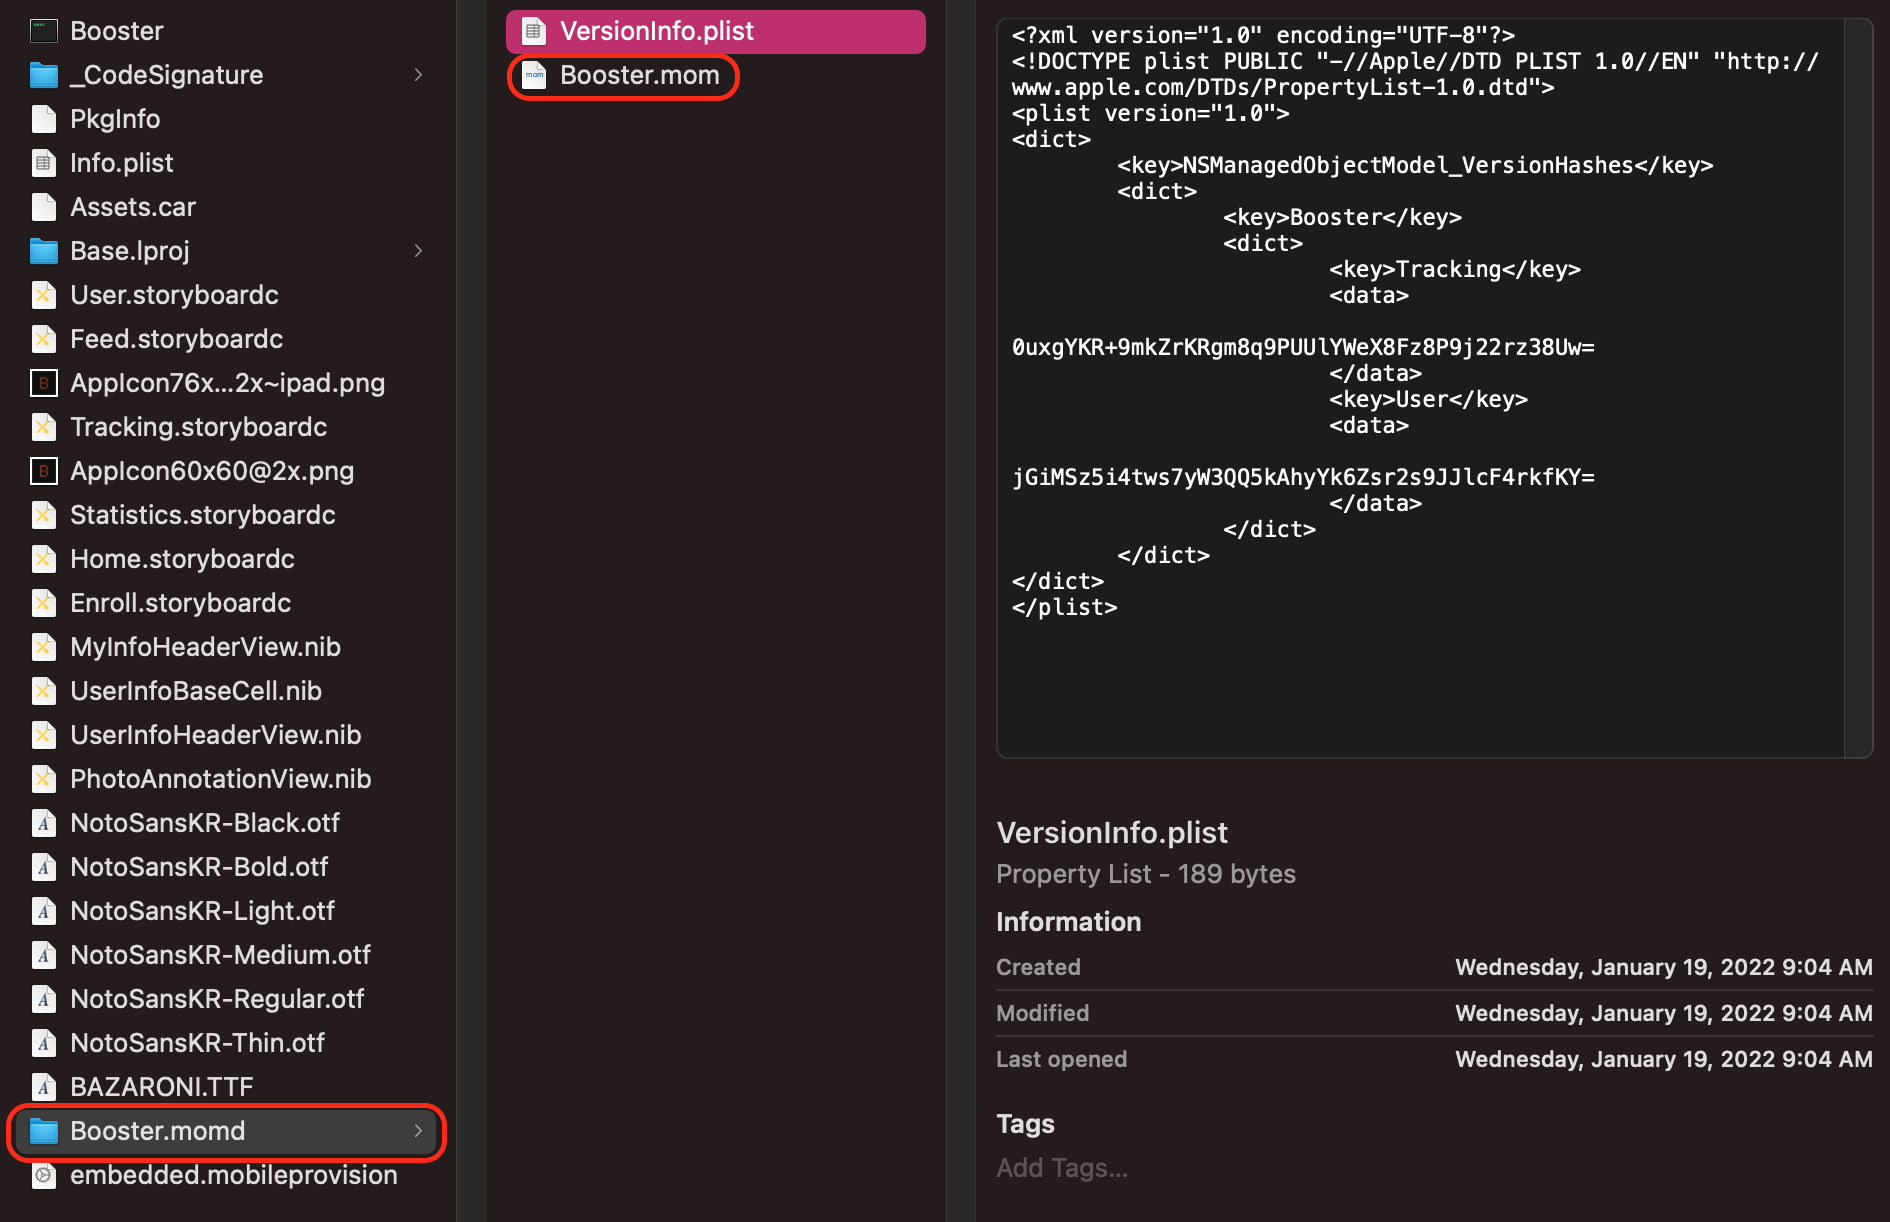 Booster
_CodeSignature
PkgInfo
Info.plist
Assets.car
Base.lproj
User.storyboardc
Feed.storyboardc
AppIcon76x...2x~ipad.png
Tracking.storyboardc
AppIcon60x60@2x.png
Statistics.storyboardc
Home.storyboardc
Enroll.storyboardc
MyInfoHeaderView.nib
UserInfoBaseCell.nib
UserInfoHeaderView.nib
PhotoAnnotationView.nib
NotoSansKR-Black.otf
NotoSansKR-Bold.otf
NotoSansKR-Light.otf
NotoSansKR-Medium.otf
NotoSansKR-Regular.otf
NotoSansKR-Thin.otf
BAZARONI.TTF
Booster.momd
embedded.mobileprovision
VersionInfo.plist
mom Booster.mom
<?xml version="1.0" encoding="UTF-8"?>
<!DOCTYPE plist PUBLIC "-//Apple//DTD PLIST 1.0//EN" "http://
www.apple.com/DTDs/PropertyList-1.0.dtd">
<plist version="1.0">
<dict>
<key>NSManagedObjectModel_VersionHashes</key>
<dict>
<key>Booster</key>
<dict>
<key>Tracking</key>
<data>
0uxgYKR+9mkZrKRgm8q9PUUlYWeX8Fz8P9j22rz38Uw=
</data>
<key>User</key>
<data>
jGiMSz5i4tws7yW3QQ5kAhyYk6Zsr2s9JJlcF4rkfKY=
</data>
</dict>
</dict>
</dict>
</plist>
VersionInfo.plist
Property List - 189 bytes
Information
Created Wednesday, January 19, 2022 9:04 AM
Modified Wednesday, January 19, 2022 9:04 AM
Last opened Wednesday, January 19, 2022 9:04 AM
Tags
Add Tags...